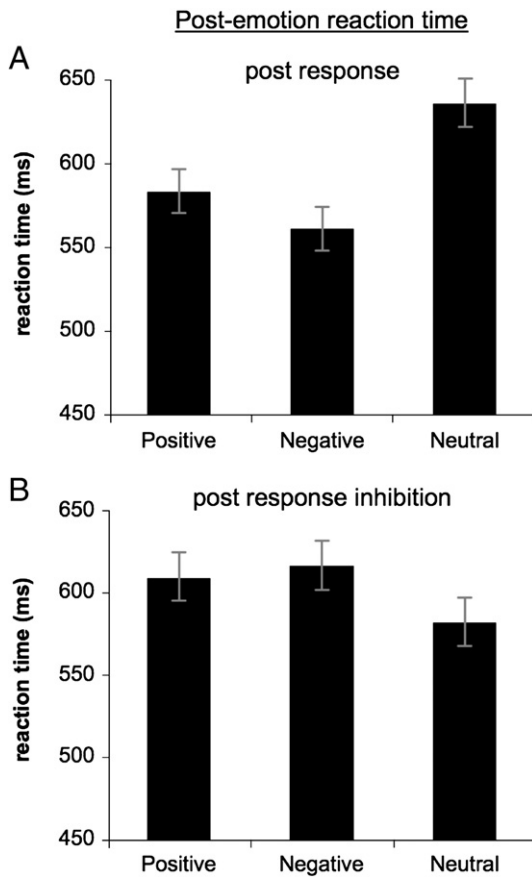 Post-emotion reaction time
A
post response
650
600
550
500
450
reaction time (ms)
Positive Negative Neutral
B
post response inhibition
650
600
550
500
450
reaction time (ms)
Positive Negative Neutral